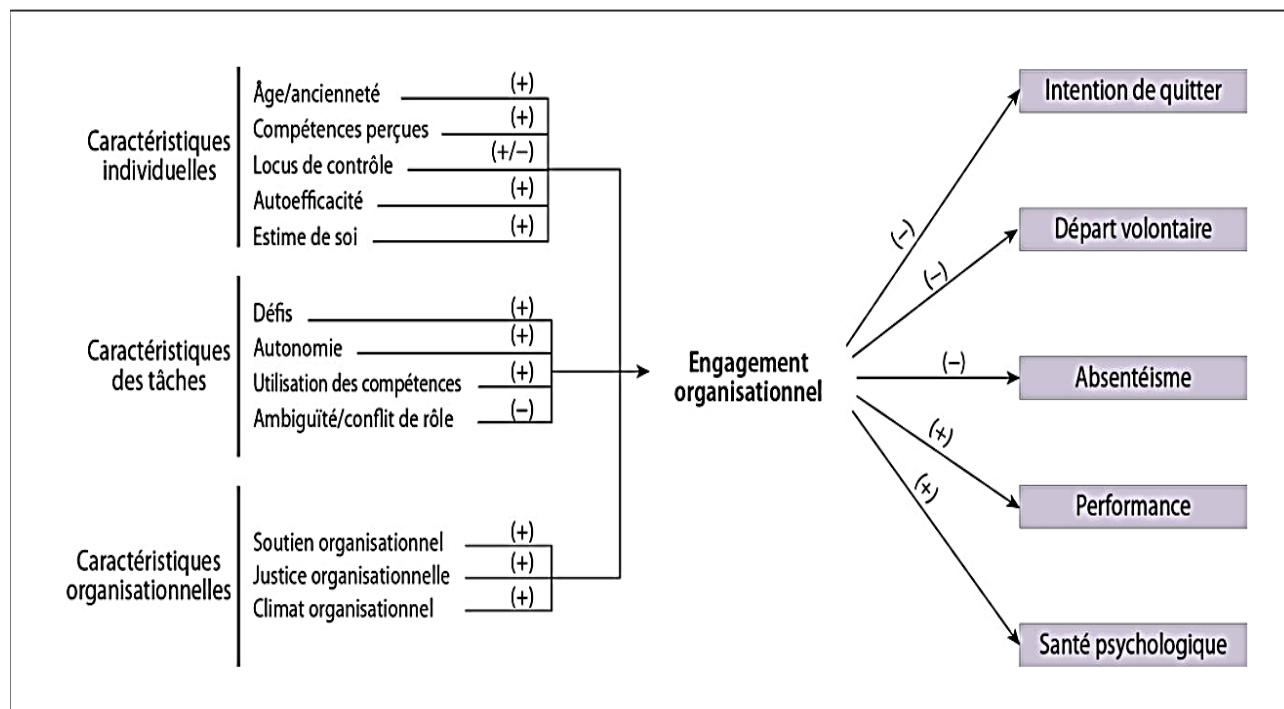 Caractéristiques
individuelles
Âge/ancienneté (+)
Compétences perçues (+)
Locus de contrôle (+/–)
Autoefficacité (+)
Estime de soi (+)
Caractéristiques
des tâches
Défis (+)
Autonomie (+)
Utilisation des compétences (+)
Ambiguïté/conflit de rôle (–)
Caractéristiques
organisationnelles
Soutien organisationnel (+)
Justice organisationnelle (+)
Climat organisationnel (+)
Engagement
organisationnel
(–) Intention de quitter
(–) Départ volontaire
(–) Absentéisme
(+) Performance
(+) Santé psychologique